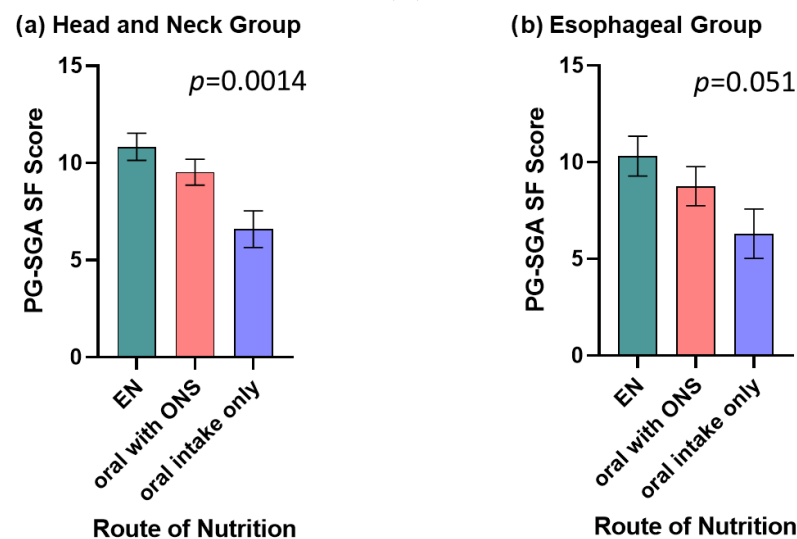 (a) Head and Neck Group
p=0.0014
PG-SGA SF Score
15
10
5
0
EN
oral with ONS
oral intake only
Route of Nutrition
(b) Esophageal Group
p=0.051
PG-SGA SF Score
15
10
5
0
EN
oral with ONS
oral intake only
Route of Nutrition